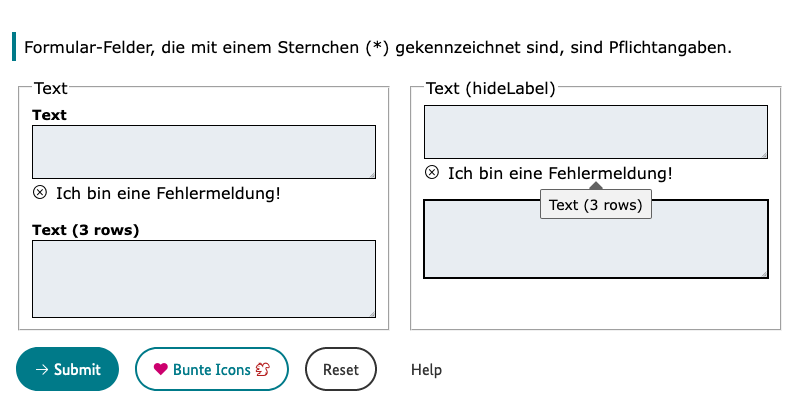 Formular-Felder, die mit einem Sternchen (*) gekennzeichnet sind, sind Pflichtangaben.
Text
Text
Ich bin eine Fehlermeldung!
Text (3 rows)
Text (hideLabel)
Ich bin eine Fehlermeldung!
Text (3 rows)
Submit
Bunte Icons
Reset
Help